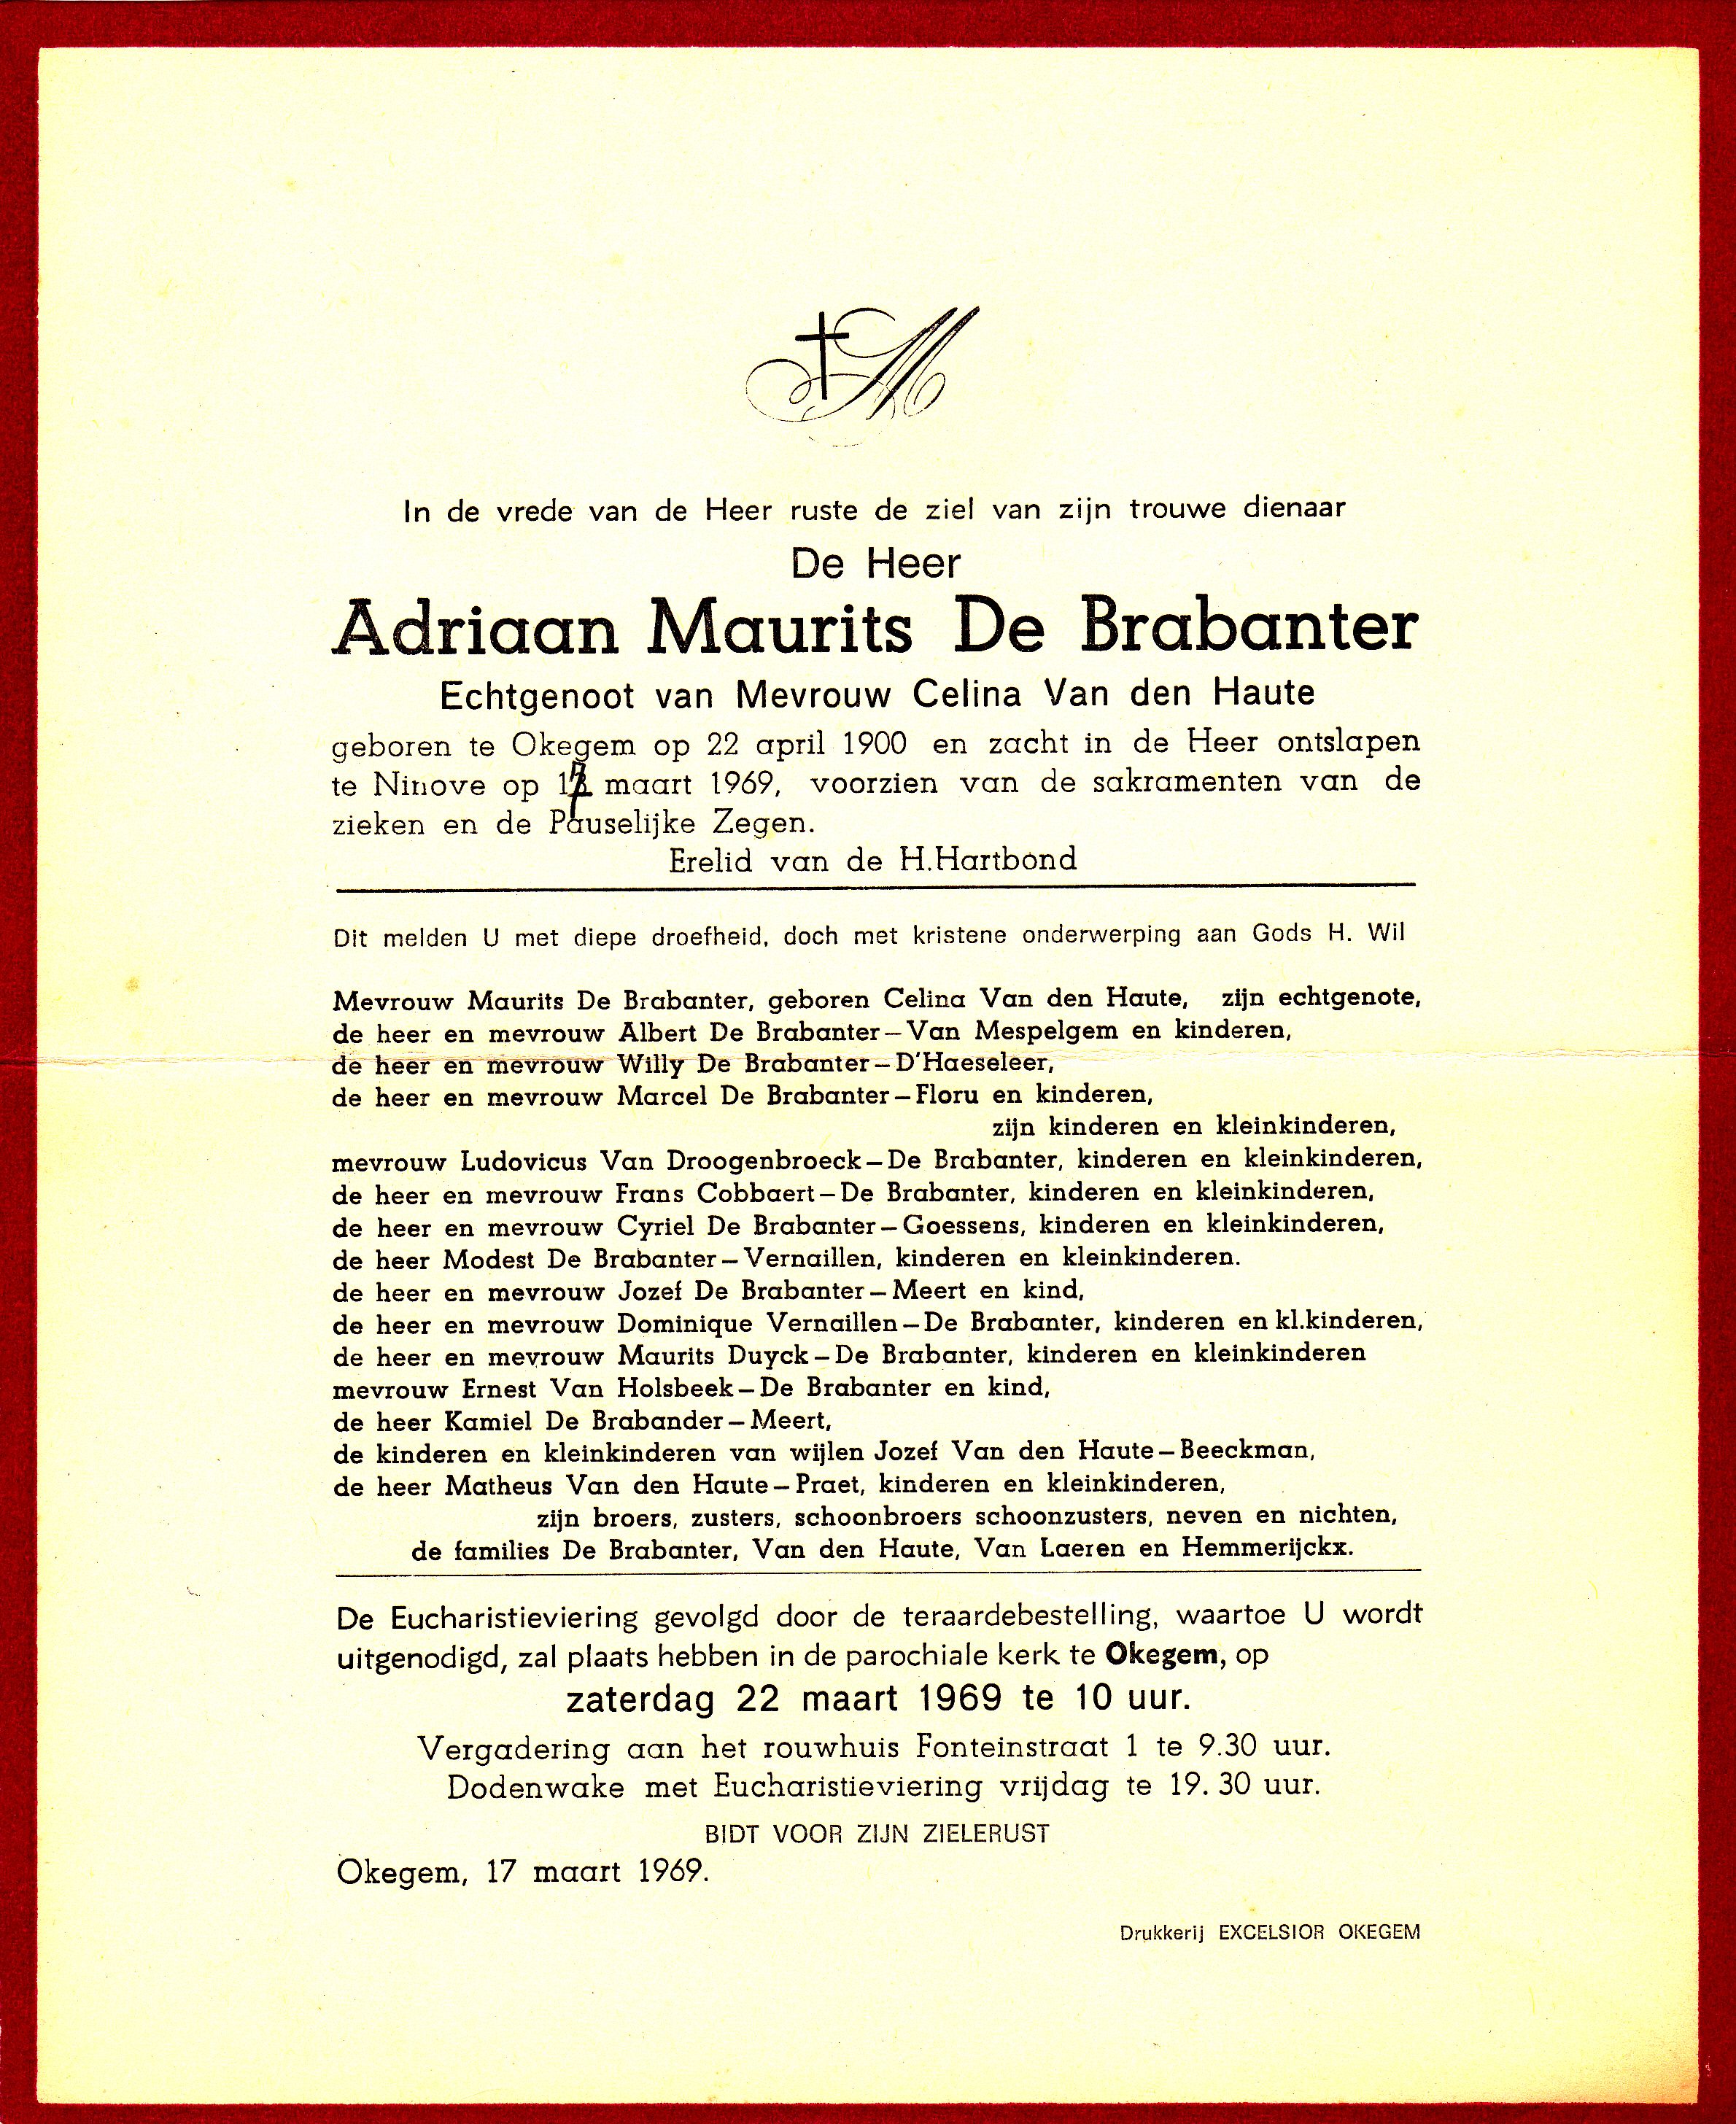 M
In de vrede van de Heer ruste de ziel van zijn trouwe dienaar
De Heer
Adriaan Maurits De Brabanter
Echtgenoot van Mevrouw Celina Van den Haute
geboren te Okegem op 22 april 1900 en zacht in de Heer ontslapen
te Ninove op 17 maart 1969, voorzien van de sakramenten van de
zieken en de Pauselijke Zegen.
Erelid van de H.Hartbond
Dit melden U met diepe droefheid, doch met kristene onderwerping aan Gods H. Wil
Mevrouw Maurits De Brabanter, geboren Celina Van den Haute, zijn echtgenote,
de heer en mevrouw Albert De Brabanter – Van Mespelgem en kinderen,
de heer en mevrouw Willy De Brabanter – D'Haeseleer,
de heer en mevrouw Marcel De Brabanter – Floru en kinderen,
zijn kinderen en kleinkinderen,
mevrouw Ludovicus Van Droogenbroeck – De Brabanter, kinderen en kleinkinderen,
de heer en mevrouw Frans Cobbaert – De Brabanter, kinderen en kleinkinderen,
de heer en mevrouw Cyriel De Brabanter – Goessens, kinderen en kleinkinderen,
de heer Modest De Brabanter – Vernaillen, kinderen en kleinkinderen.
de heer en mevrouw Jozef De Brabanter – Meert en kind,
de heer en mevrouw Dominique Vernaillen – De Brabanter, kinderen en kl.kinderen,
de heer en mevrouw Maurits Duyck – De Brabanter, kinderen en kleinkinderen
mevrouw Ernest Van Holsbeek – De Brabanter en kind,
de heer Kamiel De Brabander – Meert,
de kinderen en kleinkinderen van wijlen Jozef Van den Haute – Beeckman,
de heer Matheus Van den Haute – Praet, kinderen en kleinkinderen,
zijn broers, zusters, schoonbroers schoonzusters, neven en nichten,
de families De Brabanter, Van den Haute, Van Laeren en Hemmerijckx.
De Eucharistieviering gevolgd door de teraardebestelling, waartoe U wordt
uitgenodigd, zal plaats hebben in de parochiale kerk te Okegem, op
zaterdag 22 maart 1969 te 10 uur.
Vergadering aan het rouwhuis Fonteinstraat 1 te 9.30 uur.
Dodenwake met Eucharistieviering vrijdag te 19.30 uur.
BIDT VOOR ZIJN ZIELERUST
Okegem, 17 maart 1969.
Drukkerij EXCELSIOR OKEGEM